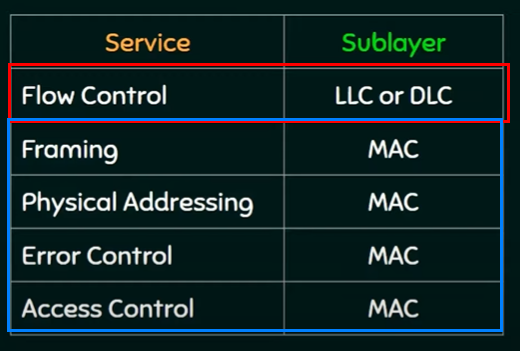 Service Sublayer
Flow Control LLC or DLC
Framing MAC
Physical Addressing MAC
Error Control MAC
Access Control MAC